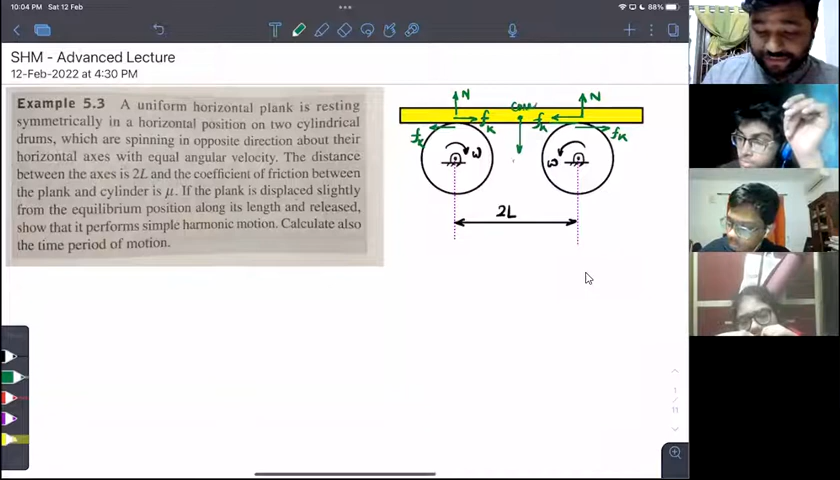 10:04 PM Sat 12 Feb
88%
SHM - Advanced Lecture
12-Feb-2022 at 4:30 PM
Example 5.3 A uniform horizontal plank is resting
symmetrically in a horizontal position on two cylindrical
drums, which are spinning in opposite direction about their
horizontal axes with equal angular velocity. The distance
between the axes is 2L and the coefficient of friction between
the plank and cylinder is μ. If the plank is displaced slightly
from the equilibrium position along its length and released,
show that it performs simple harmonic motion. Calculate also
the time period of motion.
N
N
fk
fk
fk
fk
ω
ω
2L
1
/
11